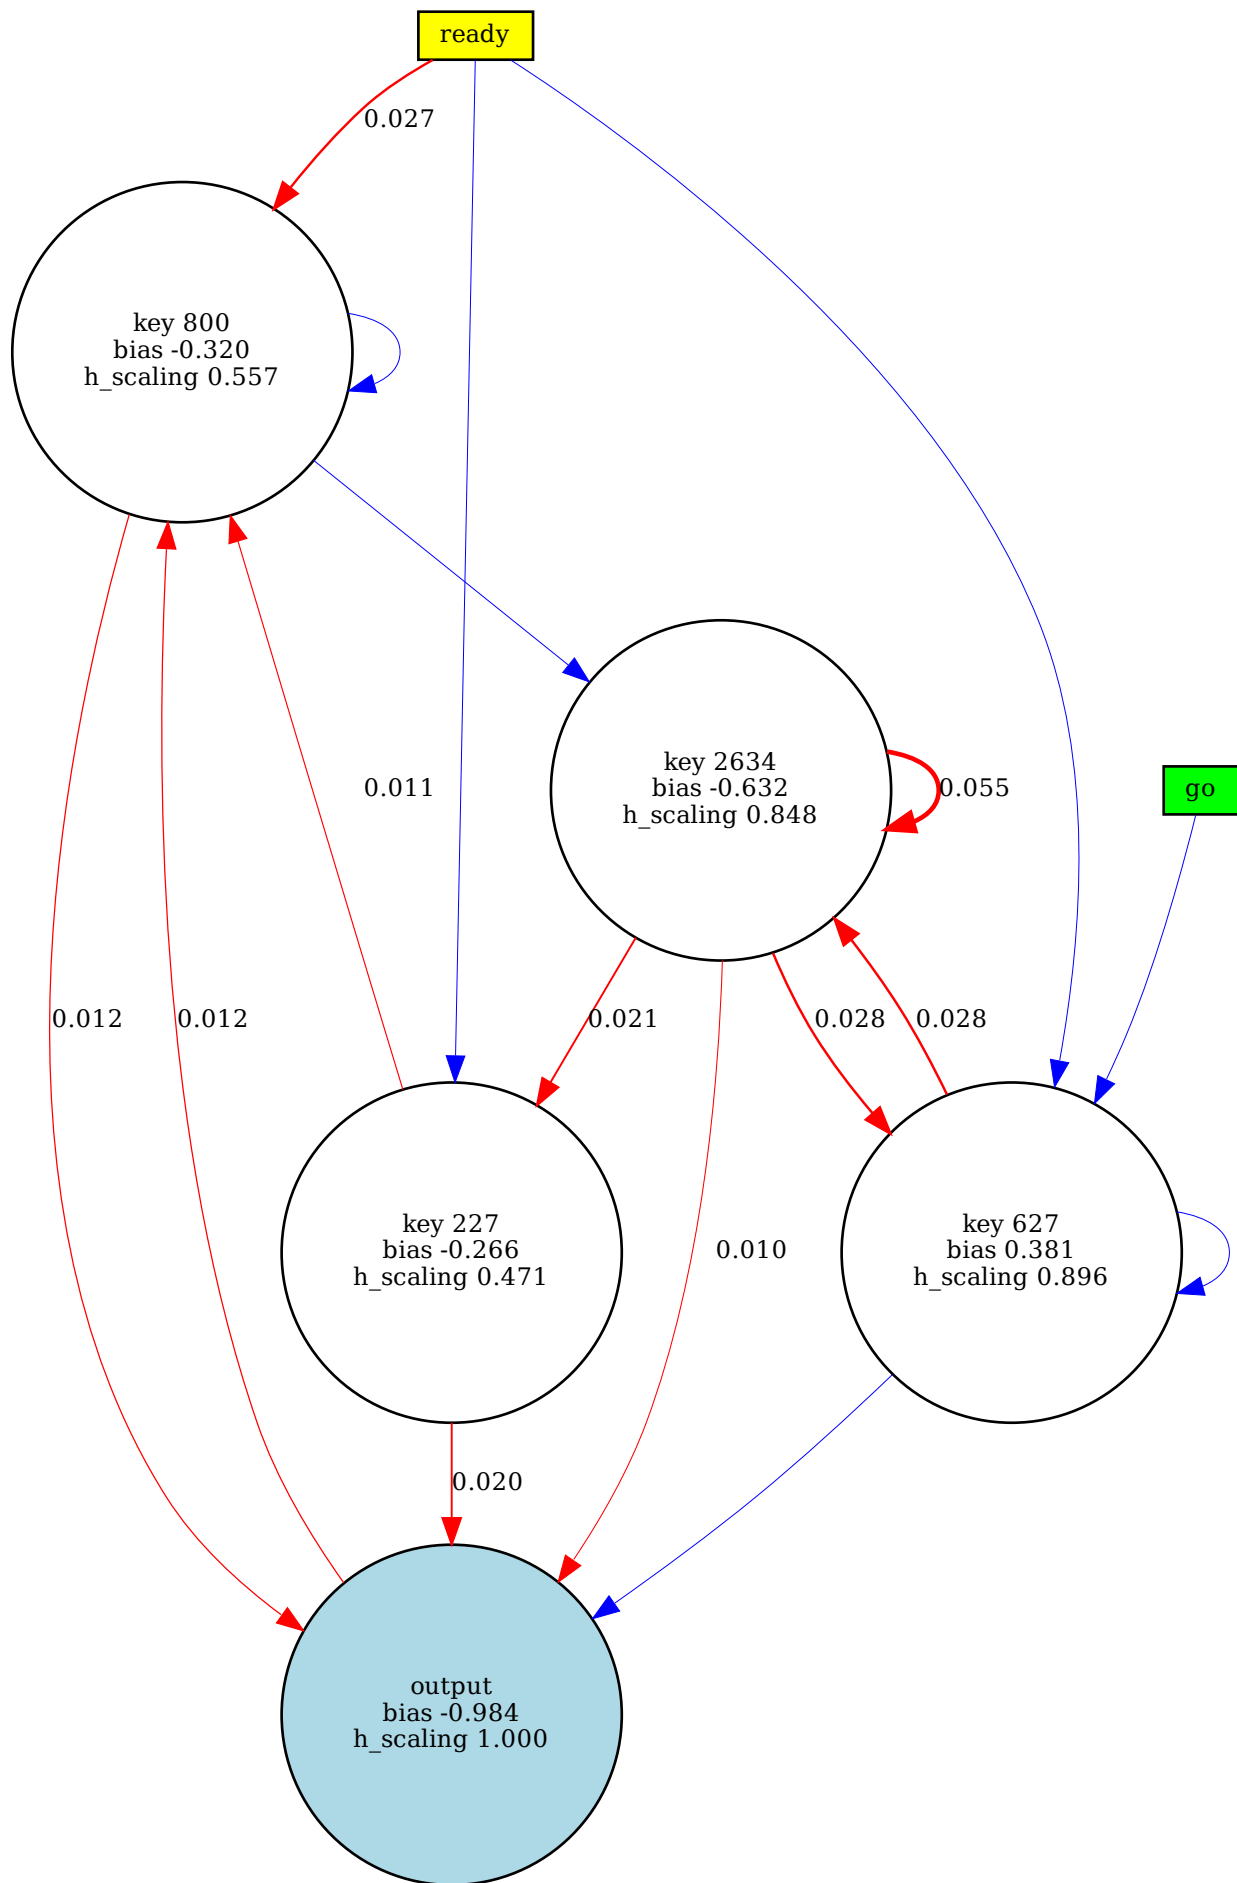 ready
0.027
key 800
bias -0.320
h_scaling 0.557
key 2634
bias -0.632
h_scaling 0.848
0.055
0.011
go
0.012
0.012
0.021
0.028
0.028
key 227
bias -0.266
h_scaling 0.471
0.010
key 627
bias 0.381
h_scaling 0.896
0.020
output
bias -0.984
h_scaling 1.000